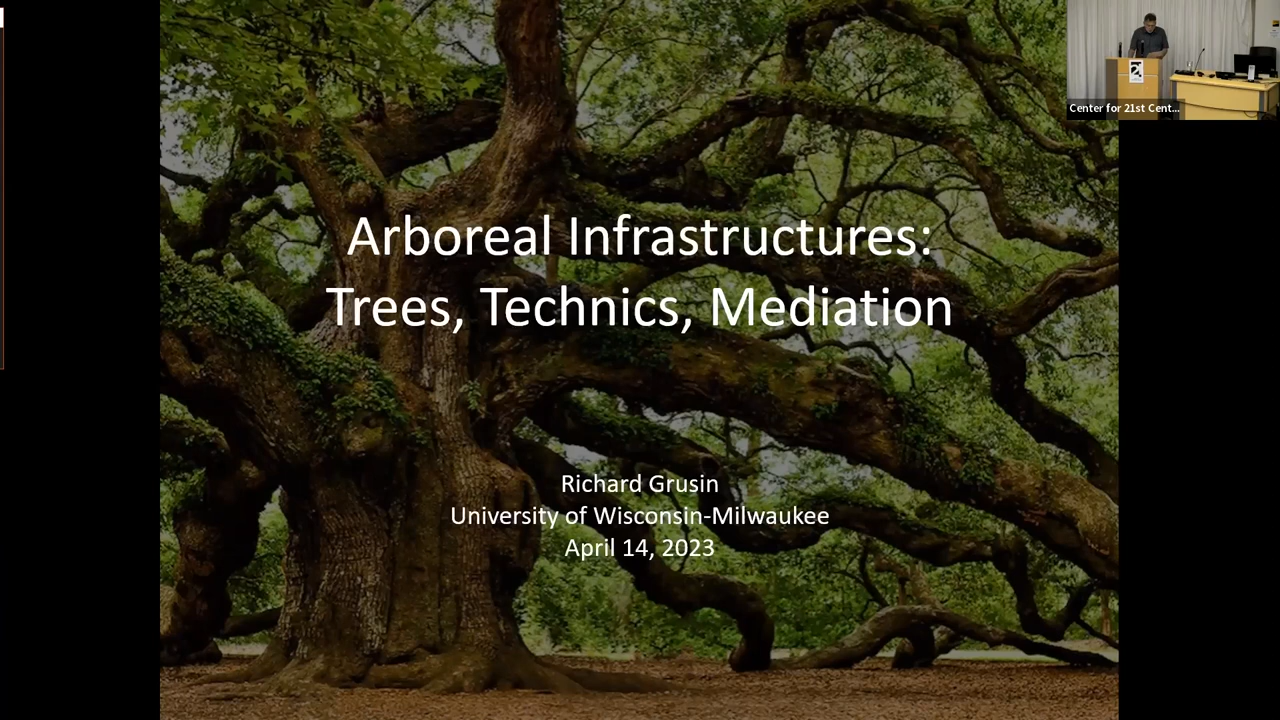 Arboreal Infrastructures:
Trees, Technics, Mediation
Richard Grusin
University of Wisconsin-Milwaukee
April 14, 2023
Center for 21st Cent...